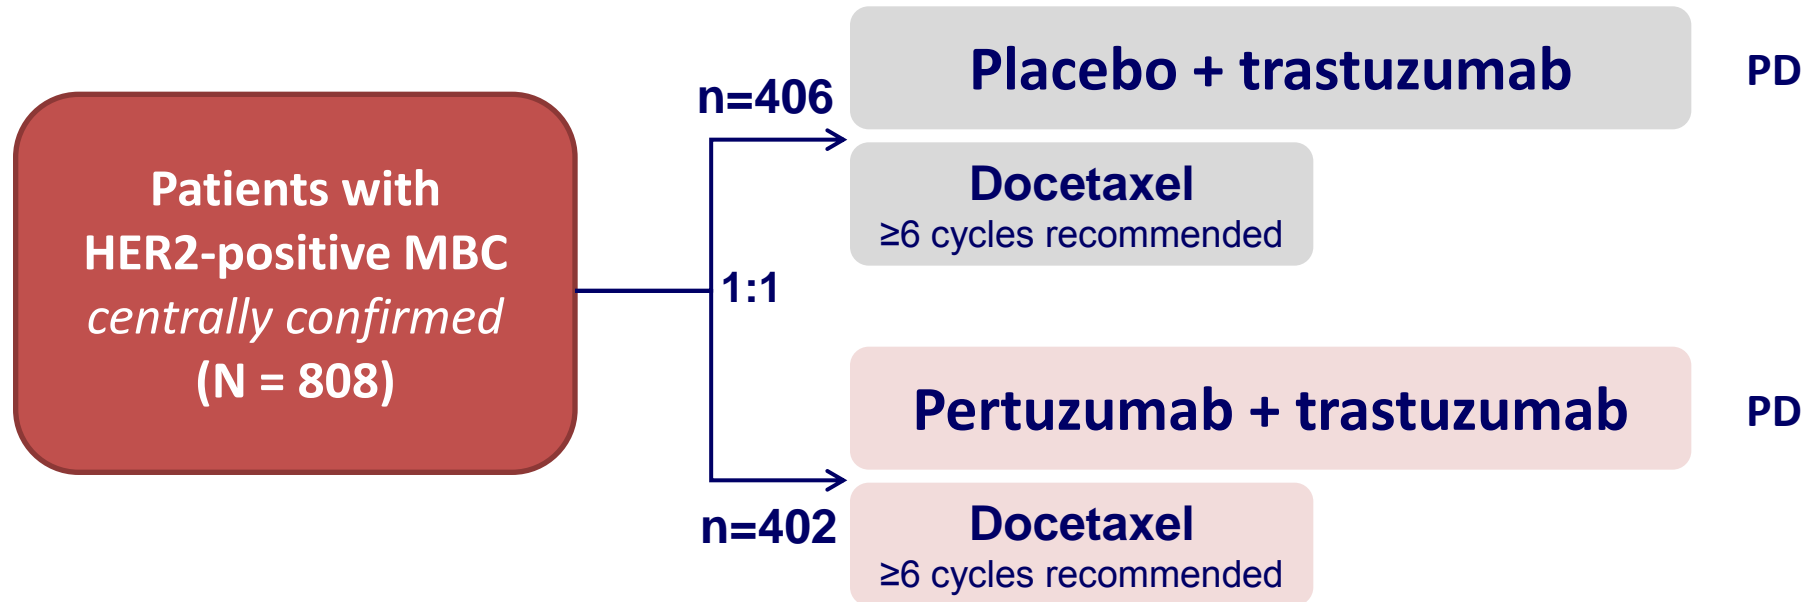 Patients with
HER2-positive MBC
centrally confirmed
(N = 808)
1:1
n=406
Placebo + trastuzumab
PD
Docetaxel
≥6 cycles recommended
n=402
Pertuzumab + trastuzumab
PD
Docetaxel
≥6 cycles recommended